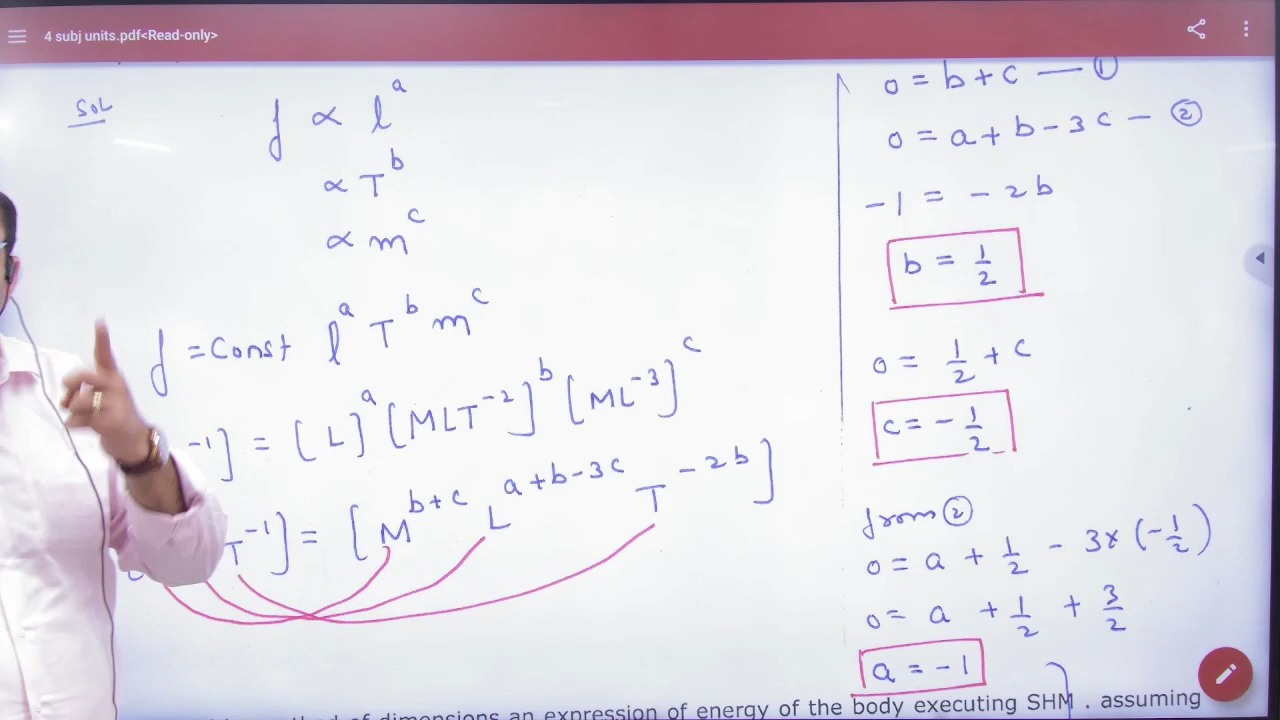 4 subj units.pdf<Read-only>
Sol
f ∝ l^a
∝ T^b
∝ m^c
f = Const l^a T^b m^c
-1] = [L]^a [MLT^-2]^b [ML^-3]^c
T^-1] = [M^b+c L^a+b-3c T^-2b]
0 = b+c — ①
0 = a+b-3c — ②
-1 = -2b
b = 1/2
0 = 1/2 + c
c = -1/2
from ②
0 = a + 1/2 - 3x(-1/2)
0 = a + 1/2 + 3/2
a = -1
of dimensions an expression of energy of the body executing SHM . assuming